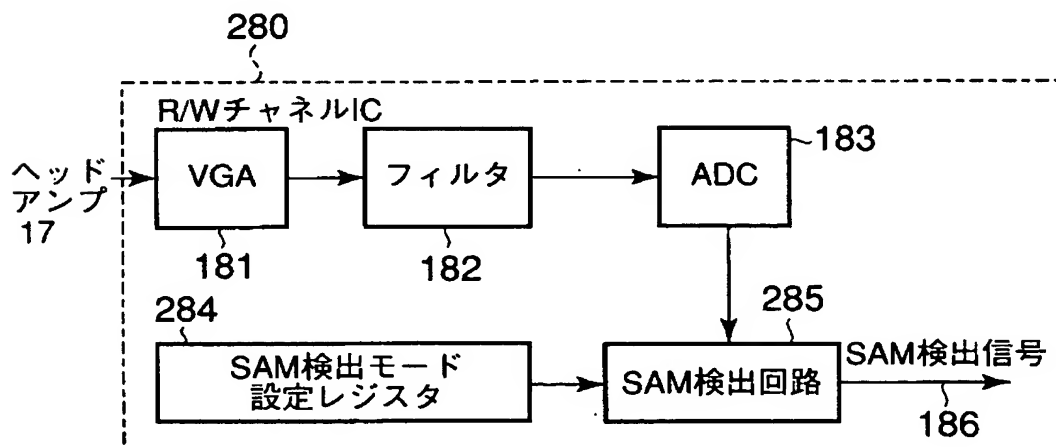 280
R/WチャネルIC
ヘッド
アンプ
17
VGA
181
フィルタ
182
ADC
183
284
SAM検出モード
設定レジスタ
285
SAM検出回路
SAM検出信号
186